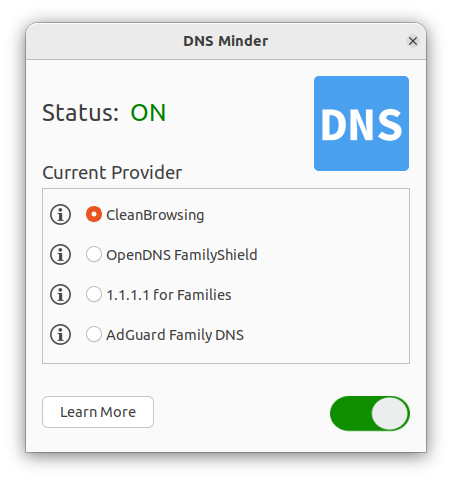 DNS Minder
Status: ON
DNS
Current Provider
CleanBrowsing
OpenDNS FamilyShield
1.1.1.1 for Families
AdGuard Family DNS
Learn More